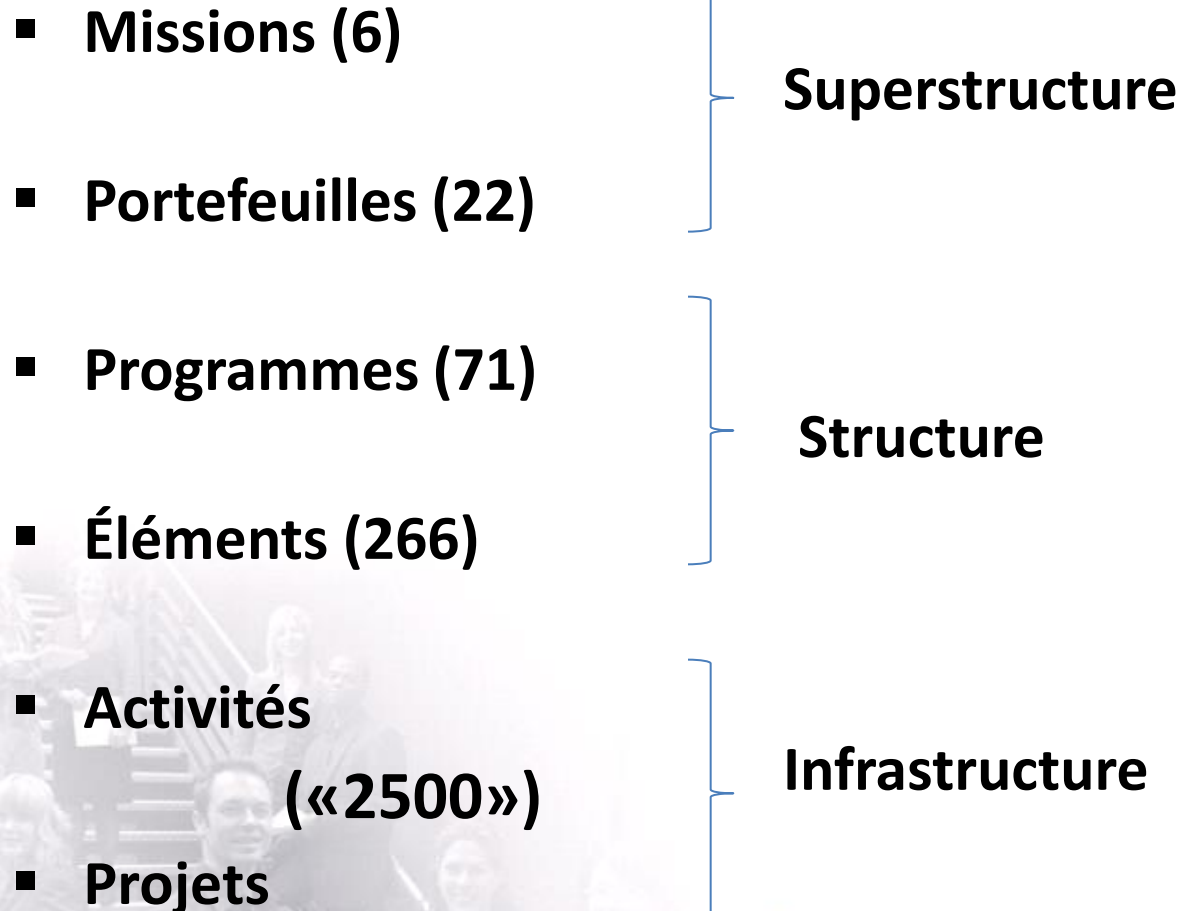 ▪ Missions (6)
Superstructure
▪ Portefeuilles (22)
▪ Programmes (71)
Structure
▪ Éléments (266)
▪ Activités
Infrastructure
(«2500»)
▪ Projets